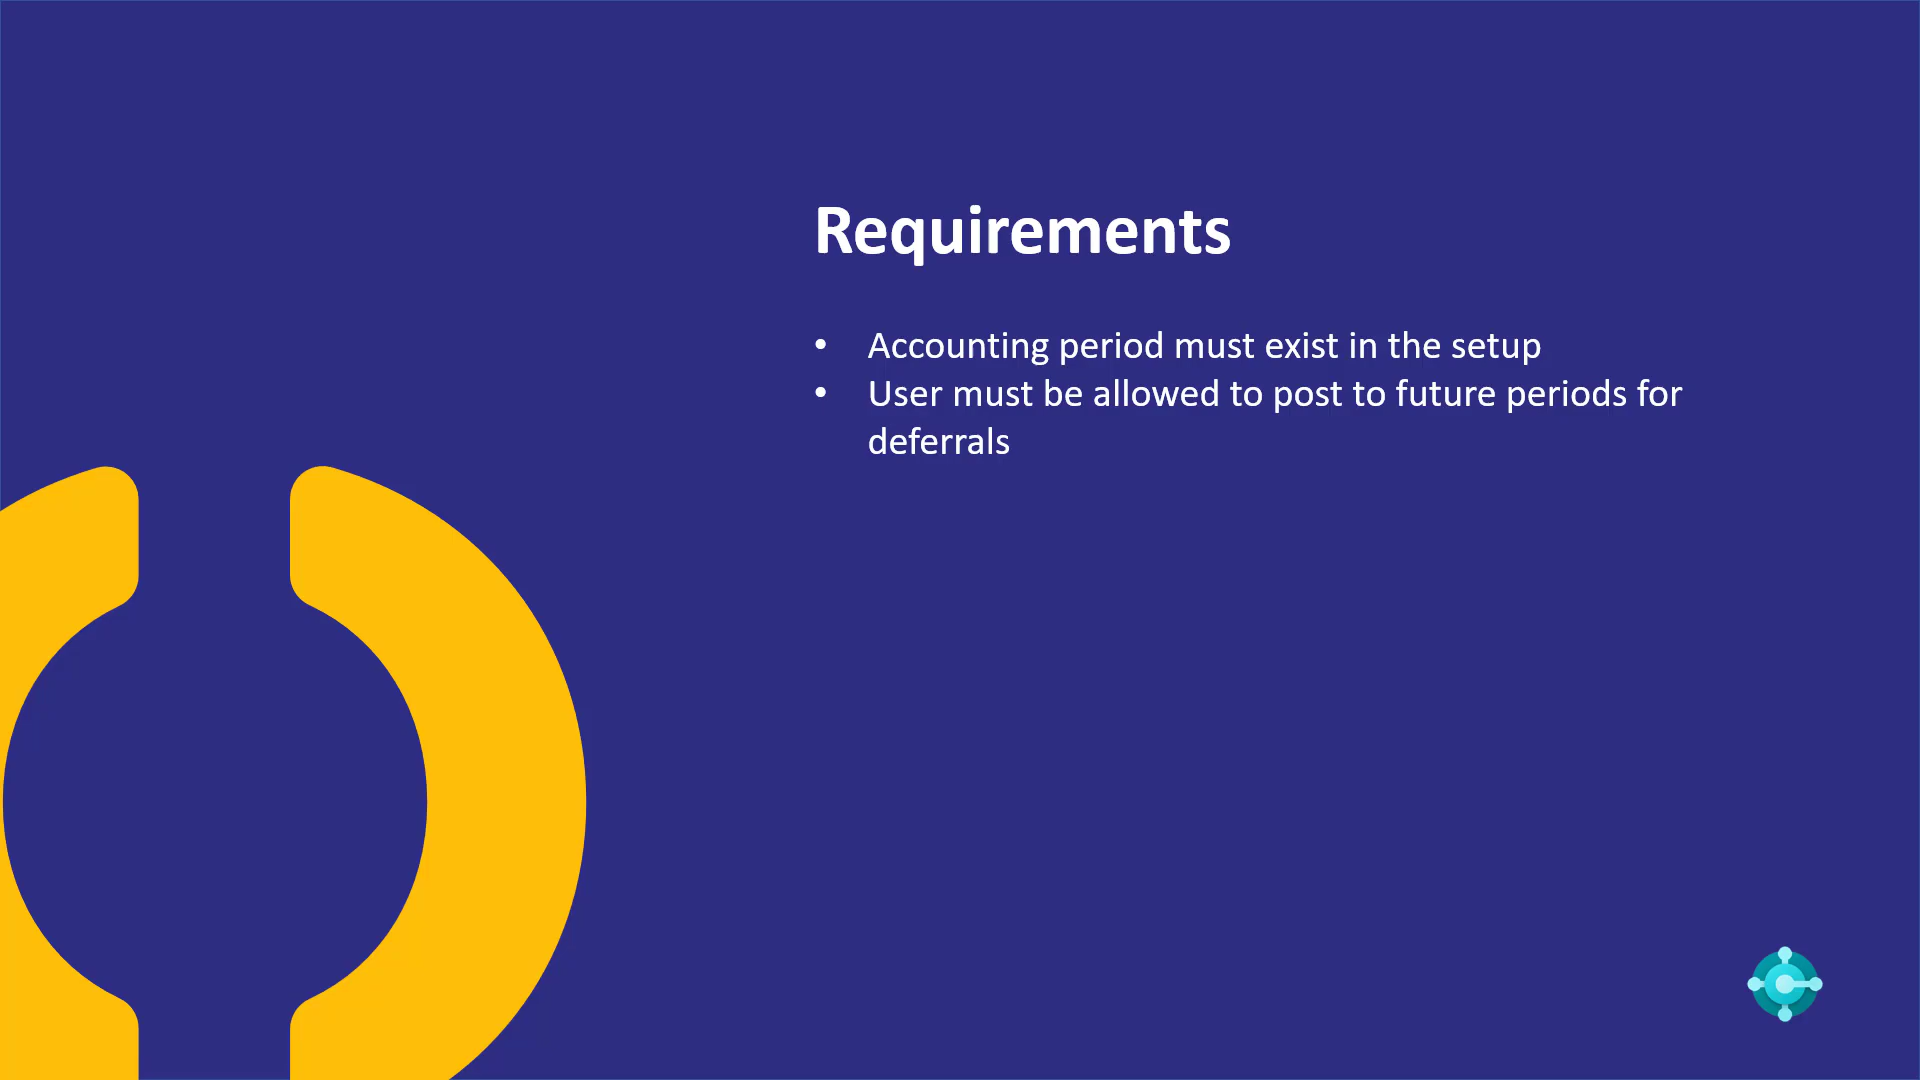 Requirements
• Accounting period must exist in the setup
• User must be allowed to post to future periods for
deferrals